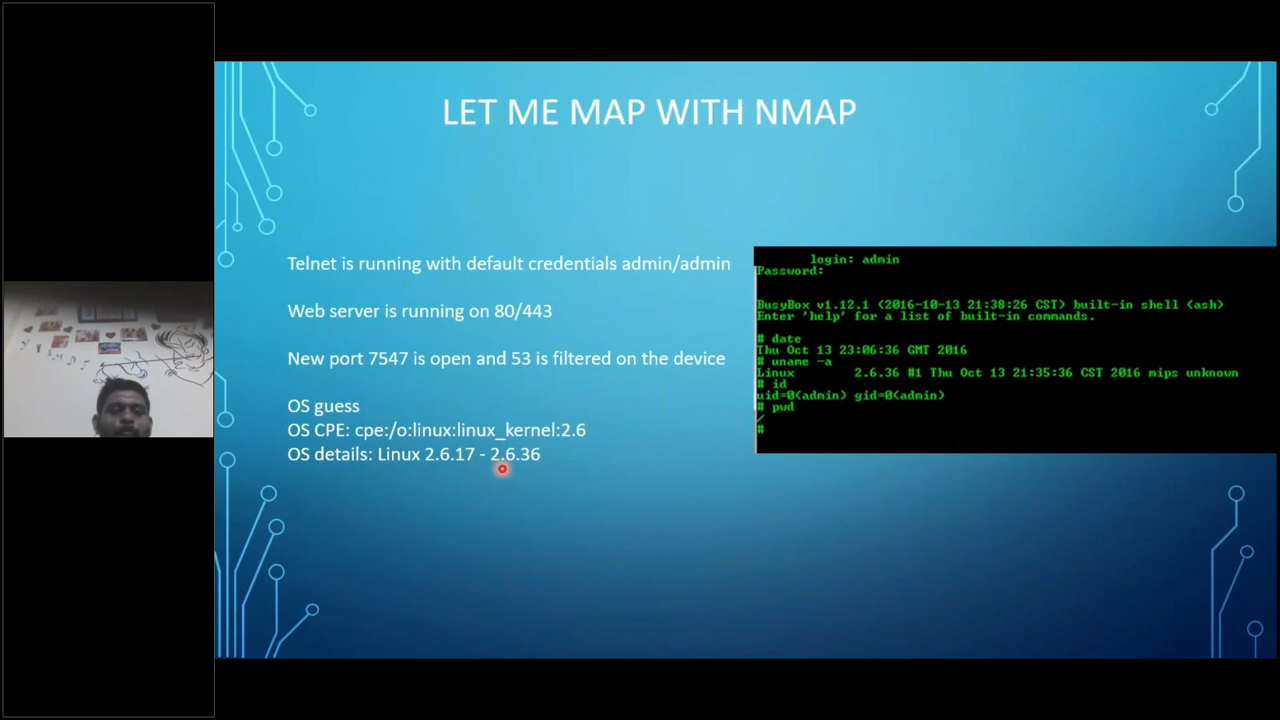 LET ME MAP WITH NMAP
Telnet is running with default credentials admin/admin
Web server is running on 80/443
New port 7547 is open and 53 is filtered on the device
OS guess
OS CPE: cpe:/o:linux:linux_kernel:2.6
OS details: Linux 2.6.17 - 2.6.36
login: admin
Password:
BusyBox v1.12.1 (2016-10-13 21:38:26 CST) built-in shell (ash)
Enter 'help' for a list of built-in commands.
# date
Thu Oct 13 23:06:36 GMT 2016
# uname -a
Linux 2.6.36 #1 Thu Oct 13 21:35:36 CST 2016 mips unknown
# id
uid=0(admin) gid=0(admin)
# pwd
/
#